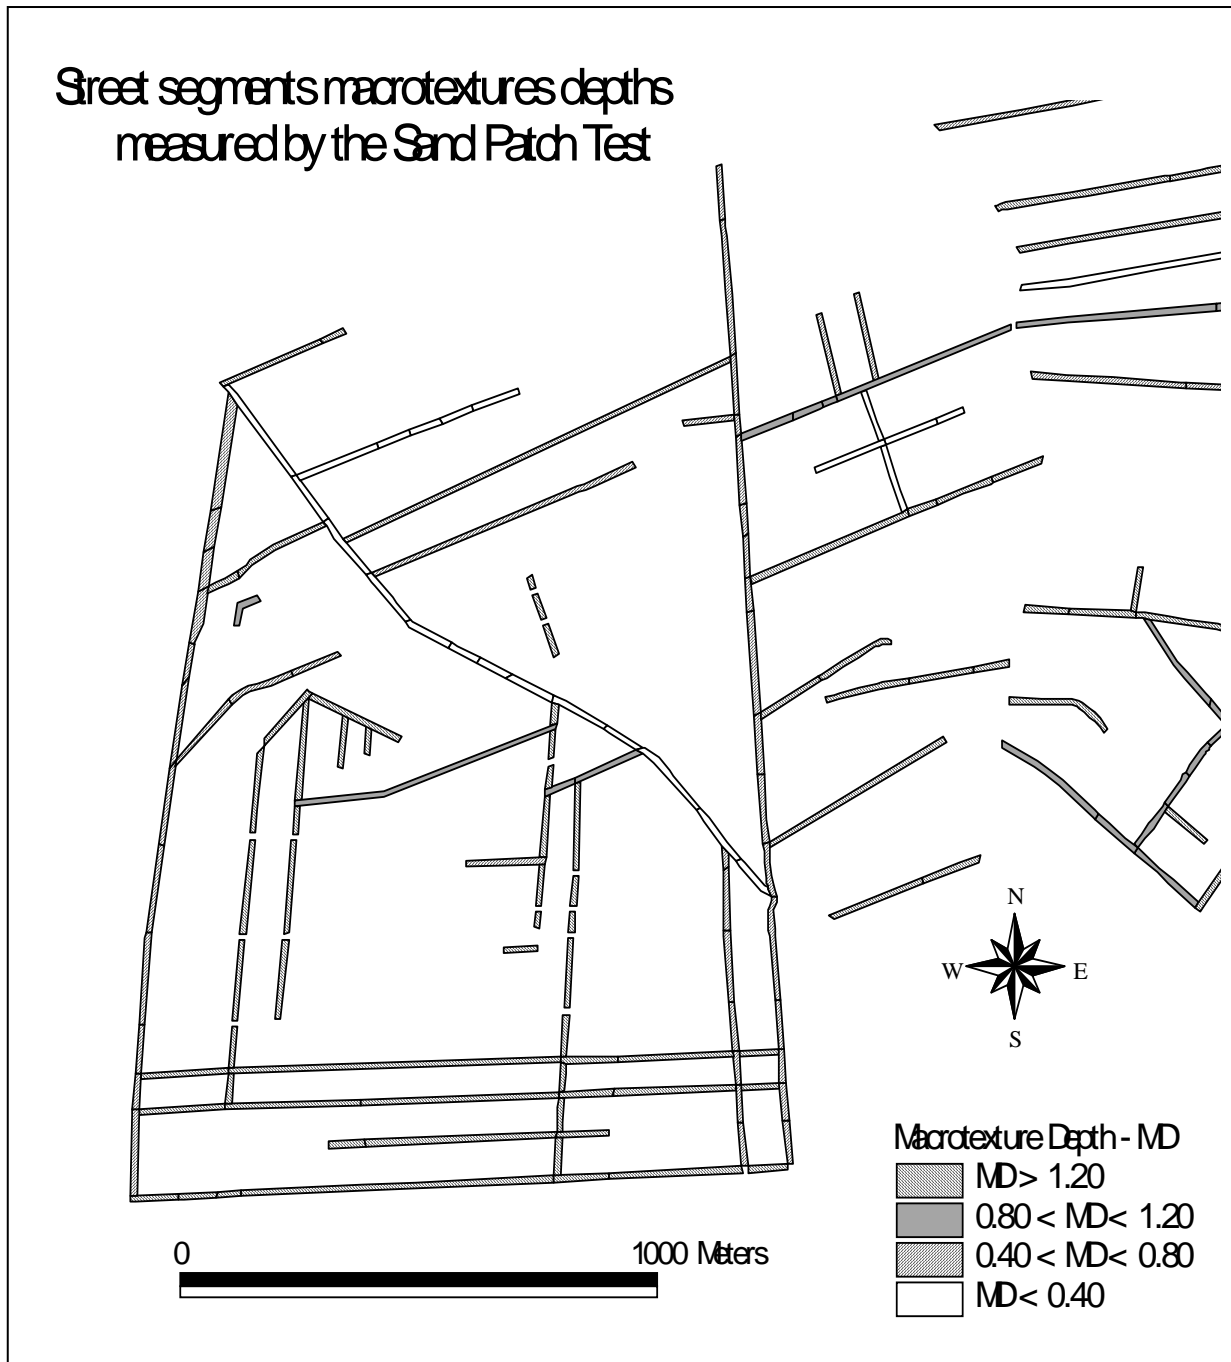 Street segments macrotextures depths
measured by the Sand Patch Test
N
W E
S
Macrotexture Depth - MD
MD > 1.20
0.80 < MD < 1.20
0.40 < MD < 0.80
MD < 0.40
0 1000 Meters